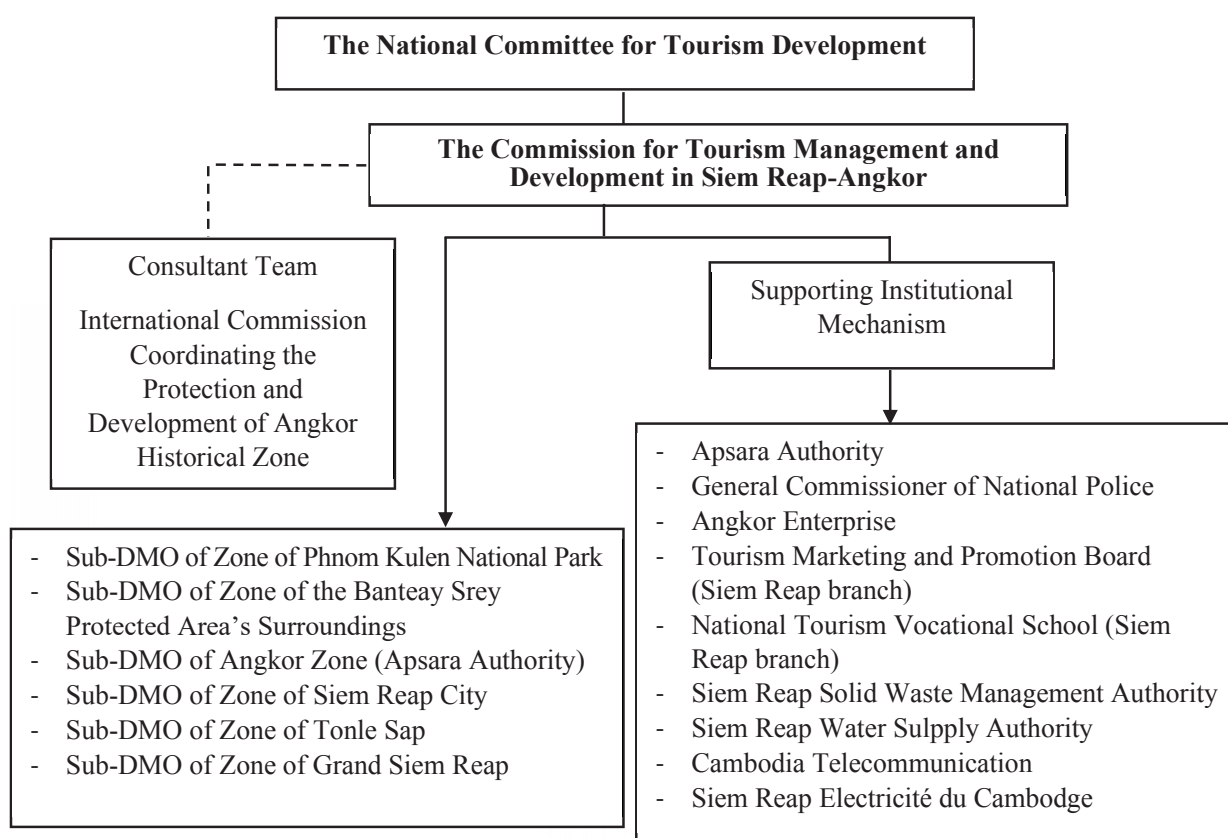 The National Committee for Tourism Development
The Commission for Tourism Management and
Development in Siem Reap-Angkor
Consultant Team
International Commission
Coordinating the
Protection and
Development of Angkor
Historical Zone
Supporting Institutional
Mechanism
- Sub-DMO of Zone of Phnom Kulen National Park
- Sub-DMO of Zone of the Banteay Srey
Protected Area’s Surroundings
- Sub-DMO of Angkor Zone (Apsara Authority)
- Sub-DMO of Zone of Siem Reap City
- Sub-DMO of Zone of Tonle Sap
- Sub-DMO of Zone of Grand Siem Reap
- Apsara Authority
- General Commissioner of National Police
- Angkor Enterprise
- Tourism Marketing and Promotion Board
(Siem Reap branch)
- National Tourism Vocational School (Siem
Reap branch)
- Siem Reap Solid Waste Management Authority
- Siem Reap Water Sulpply Authority
- Cambodia Telecommunication
- Siem Reap Electricité du Cambodge